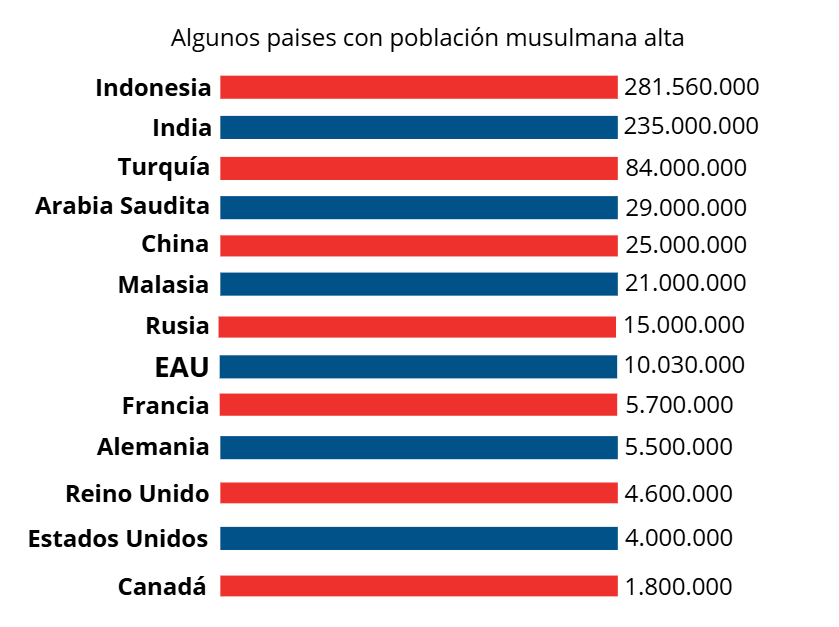 Algunos paises con población musulmana alta
Indonesia 281.560.000
India 235.000.000
Turquía 84.000.000
Arabia Saudita 29.000.000
China 25.000.000
Malasia 21.000.000
Rusia 15.000.000
EAU 10.030.000
Francia 5.700.000
Alemania 5.500.000
Reino Unido 4.600.000
Estados Unidos 4.000.000
Canadá 1.800.000